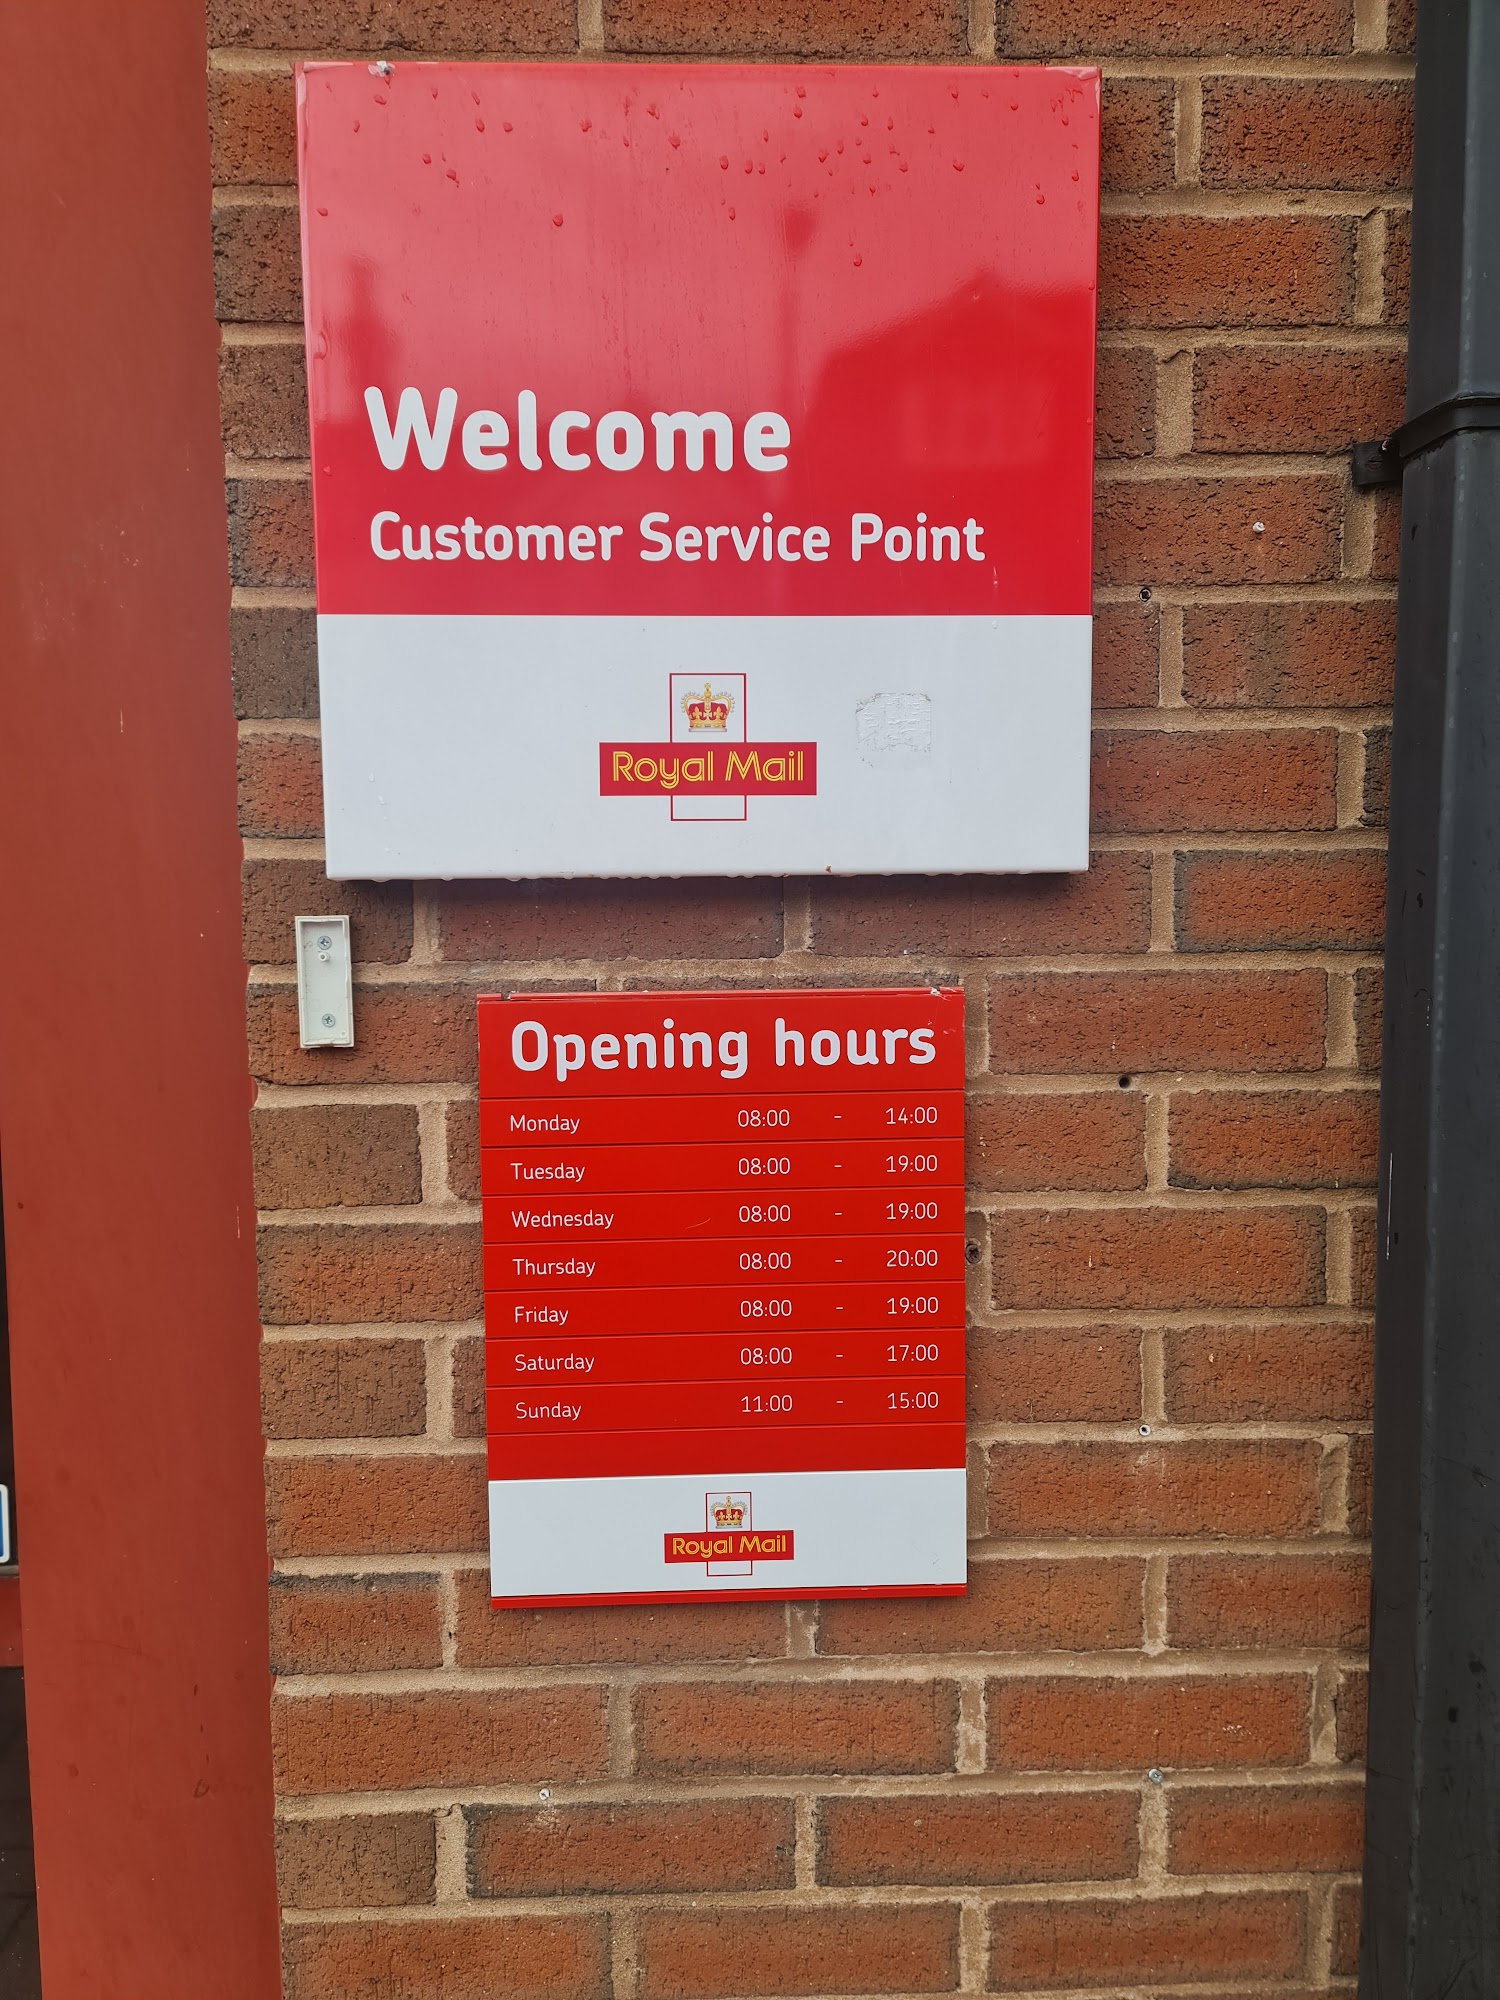 Welcome
Customer Service Point
Royal Mail
Opening hours
Monday 08:00 - 14:00
Tuesday 08:00 - 19:00
Wednesday 08:00 - 19:00
Thursday 08:00 - 20:00
Friday 08:00 - 19:00
Saturday 08:00 - 17:00
Sunday 11:00 - 15:00
Royal Mail